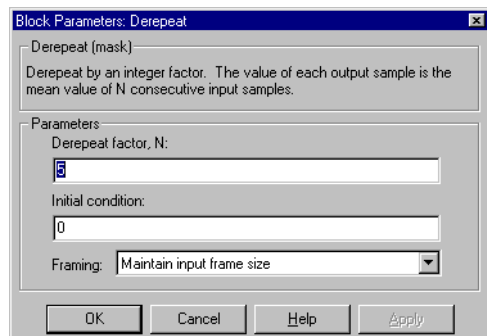 Block Parameters: Derepeat
Derepeat (mask)
Derepeat by an integer factor. The value of each output sample is the
mean value of N consecutive input samples.
Parameters
Derepeat factor, N:
5
Initial condition:
0
Framing: Maintain input frame size
OK Cancel Help Apply